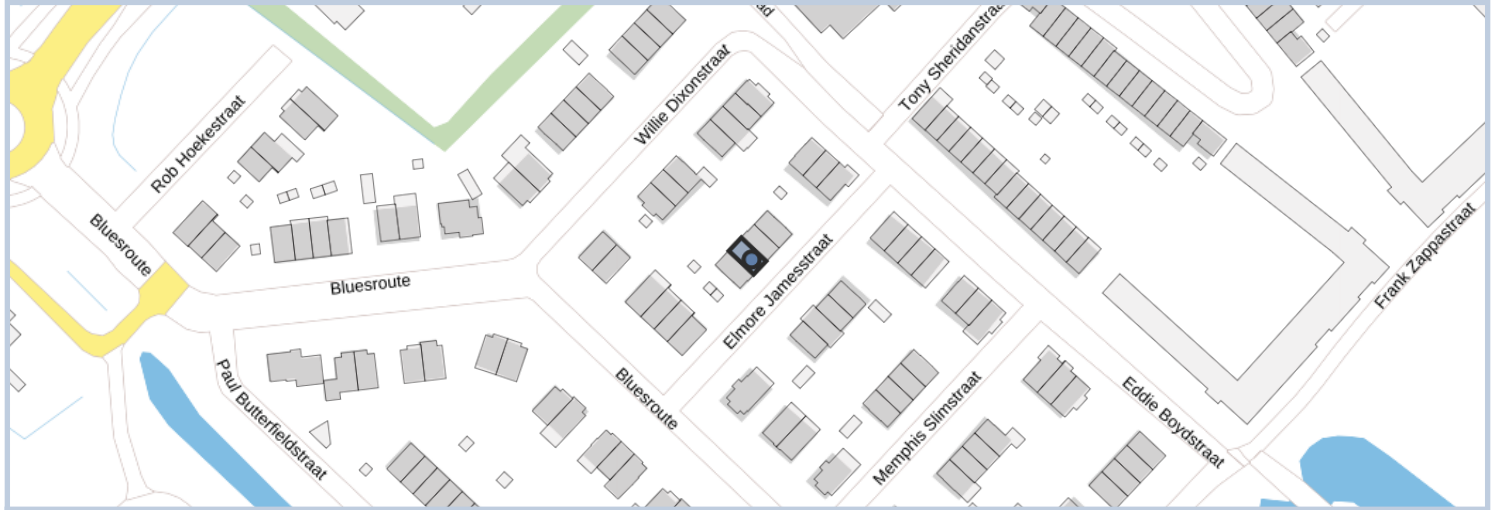 ad
Tony Sheridanstraat
Willie Dixonstraat
Rob Hoekestraat
Bluesroute
Bluesroute
Elmore Jamesstraat
Frank Zappastraat
Paul Butterfieldstraat
Bluesroute
Memphis Slimstraat
Eddie Boydstraat